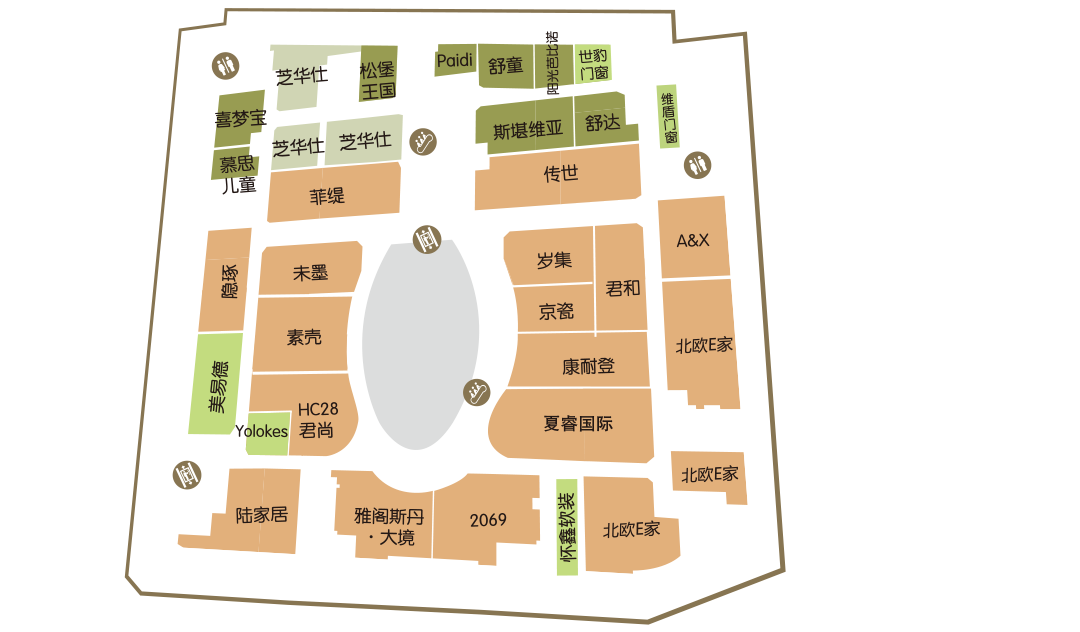 芝华仕
松堡
王国
Paidi
舒童
阳光芭比诺
世豹
门窗
喜梦宝
芝华仕
芝华仕
斯堪维亚
舒达
维盾门窗
慕思
儿童
菲缇
传世
隐琢
未墨
岁集
君和
A&X
京瓷
素壳
北欧E家
康耐登
美易德
HC28
君尚
Yolokes
夏睿国际
北欧E家
陆家居
雅阁斯丹
·大境
2069
怀鑫软装
北欧E家